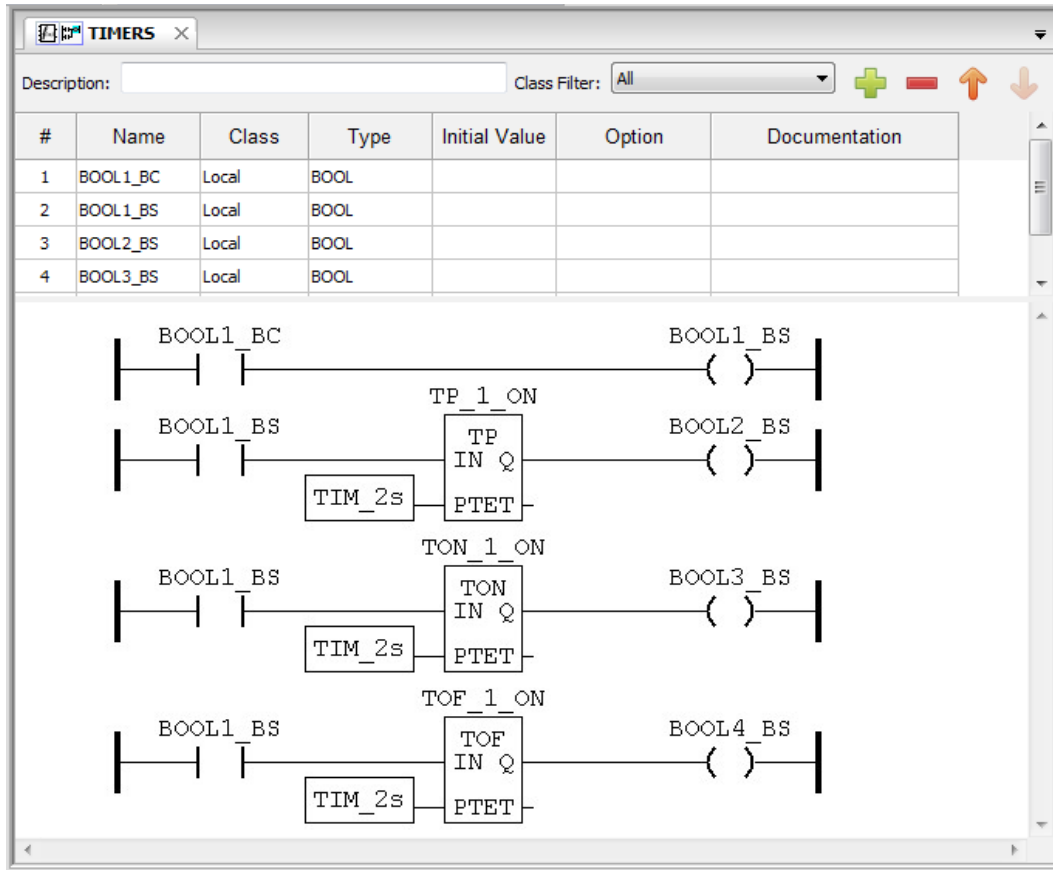 TIMERS
Description: Class Filter: All
# Name Class Type Initial Value Option Documentation
1 BOOL1_BC Local BOOL
2 BOOL1_BS Local BOOL
3 BOOL2_BS Local BOOL
4 BOOL3_BS Local BOOL
BOOL1_BC BOOL1_BS
TP_1_ON
BOOL1_BS BOOL2_BS
TP
IN Q
TIM_2s PTET
TON_1_ON
BOOL1_BS BOOL3_BS
TON
IN Q
TIM_2s PTET
TOF_1_ON
BOOL1_BS BOOL4_BS
TOF
IN Q
TIM_2s PTET